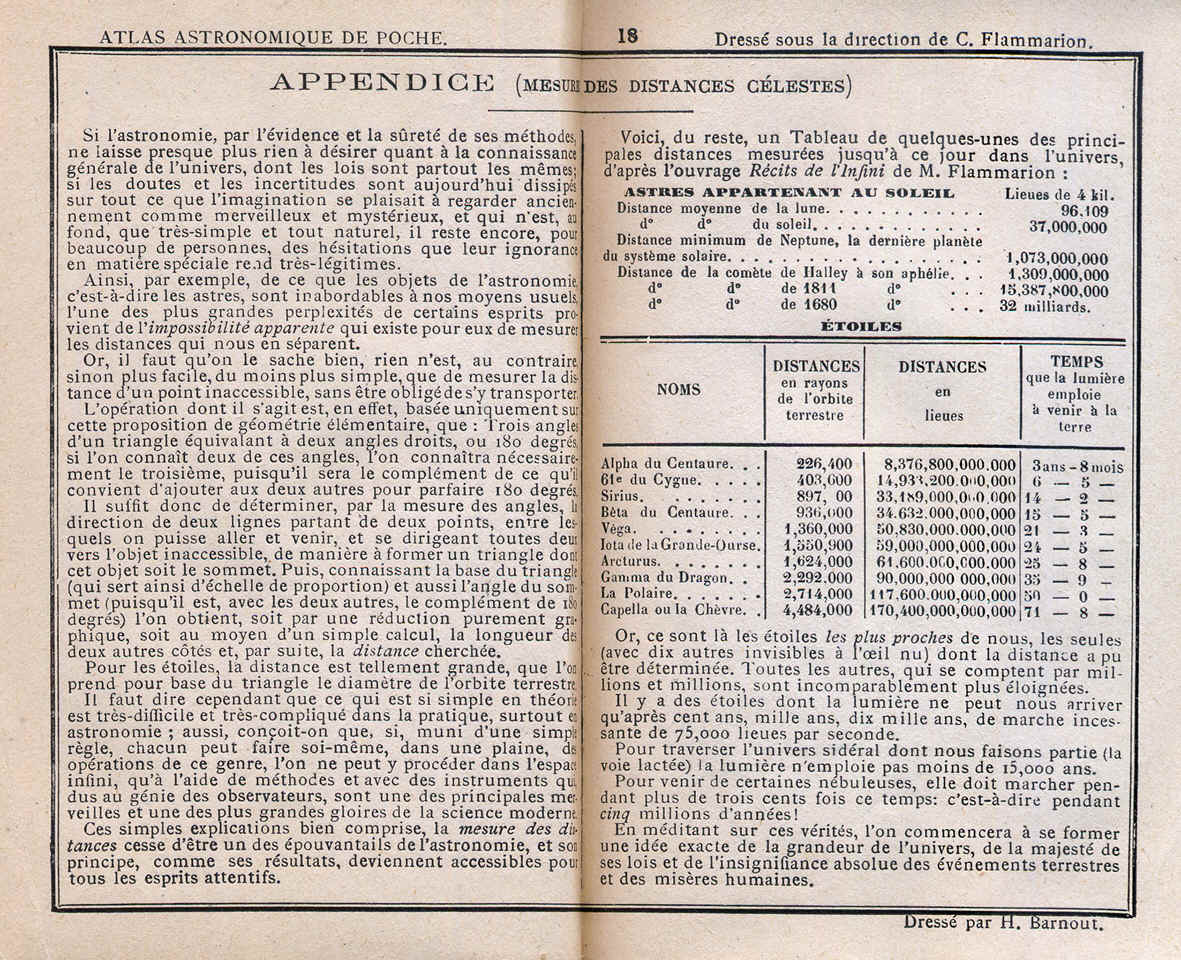 ATLAS ASTRONOMIQUE DE POCHE.
18
Dressé sous la direction de C. Flammarion.
APPENDICE (MESURE DES DISTANCES CÉLESTES)
Si l'astronomie, par l'évidence et la sûreté de ses méthodes,
ne laisse presque plus rien à désirer quant à la connaissance
générale de l'univers, dont les lois sont partout les mêmes;
si les doutes et les incertitudes sont aujourd'hui dissipés
sur tout ce que l'imagination se plaisait à regarder ancien-
nement comme merveilleux et mystérieux, et qui n'est, au
fond, que très-simple et tout naturel, il reste encore, pour
beaucoup de personnes, des hésitations que leur ignorance
en matière spéciale rend très-légitimes.
Ainsi, par exemple, de ce que les objets de l'astronomie,
c'est-à-dire les astres, sont inabordables à nos moyens usuels,
l'une des plus grandes perplexités de certains esprits pro-
vient de l'impossibilité apparente qui existe pour eux de mesurer
les distances qui nous en séparent.
Or, il faut qu'on le sache bien, rien n'est, au contraire,
sinon plus facile, du moins plus simple, que de mesurer la dis-
tance d'un point inaccessible, sans être obligé de s'y transporter.
L'opération dont il s'agit est, en effet, basée uniquement sur
cette proposition de géométrie élémentaire, que : Trois angles
d'un triangle équivalant à deux angles droits, ou 180 degrés,
si l'on connaît deux de ces angles, l'on connaîtra nécessaire-
ment le troisième, puisqu'il sera le complément de ce qu'il
convient d'ajouter aux deux autres pour parfaire 180 degrés.
Il suffit donc de déterminer, par la mesure des angles, la
direction de deux lignes partant de deux points, entre les-
quels on puisse aller et venir, et se dirigeant toutes deux
vers l'objet inaccessible, de manière à former un triangle dont
cet objet soit le sommet. Puis, connaissant la base du triangle
(qui sert ainsi d'échelle de proportion) et aussi l'angle du som-
met (puisqu'il est, avec les deux autres, le complément de 180
degrés) l'on obtient, soit par une réduction purement gra-
phique, soit au moyen d'un simple calcul, la longueur des
deux autres côtés et, par suite, la distance cherchée.
Pour les étoiles, la distance est tellement grande, que l'on
prend pour base du triangle le diamètre de l'orbite terrestre.
Il faut dire cependant que ce qui est si simple en théorie
est très-difficile et très-compliqué dans la pratique, surtout en
astronomie ; aussi, conçoit-on que, si, muni d'une simple
règle, chacun peut faire soi-même, dans une plaine, des
opérations de ce genre, l'on ne peut y procéder dans l'espace
infini, qu'à l'aide de méthodes et avec des instruments qui,
dus au génie des observateurs, sont une des principales mer-
veilles et une des plus grandes gloires de la science moderne.
Ces simples explications bien comprise, la mesure des dis-
tances cesse d'être un des épouvantails de l'astronomie, et son
principe, comme ses résultats, deviennent accessibles pour
tous les esprits attentifs.
Voici, du reste, un Tableau de quelques-unes des princi-
pales distances mesurées jusqu'à ce jour dans l'univers,
d'après l'ouvrage Récits de l'Infini de M. Flammarion :
ASTRES APPARTENANT AU SOLEIL Lieues de 4 kil.
Distance moyenne de la lune. . . . . . . . . . . . . 96.109
d° d° du soleil. . . . . . . . . . . . . 37,000,000
Distance minimum de Neptune, la dernière planète
du système solaire. . . . . . . . . . . . . . . . . . . 1,073,000,000
Distance de la comète de Halley à son aphélie. . . 1,309,000,000
d° d° de 1811 d° . . . 15,387,800,000
d° d° de 1680 d° . . . 32 milliards.
ÉTOILES
NOMS | DISTANCES en rayons de l'orbite terrestre | DISTANCES en lieues | TEMPS que la lumière emploie à venir à la terre
Alpha du Centaure. . . 226,400 8,376,800,000.000 3 ans - 8 mois
61e du Cygne. . . . . 403,600 14,933,200.000,000 6 — 5 —
Sirius. . . . . . . . 897, 00 33,189,000,000,000 14 — 2 —
Bêta du Centaure. . . 936,000 34.632.000,000,000 15 — 5 —
Véga. . . . . . . . 1,360,000 50,830,000,000,000 21 — 3 —
Iota de la Grande-Ourse. 1,550,900 59,000,000,000,000 24 — 5 —
Arcturus. . . . . . . . 1,624,000 61.600.000,000,000 25 — 8 —
Gamma du Dragon. . . 2,292.000 90,000,000 000,000 35 — 9 —
La Polaire. . . . . . . 2,714,000 117.600.000,000,000 50 — 0 —
Capella ou la Chèvre. . 4,484,000 170,400,000,000,000 71 — 8 —
Or, ce sont là les étoiles les plus proches de nous, les seules
(avec dix autres invisibles à l'œil nu) dont la distance a pu
être déterminée. Toutes les autres, qui se comptent par mil-
lions et millions, sont incomparablement plus éloignées.
Il y a des étoiles dont la lumière ne peut nous arriver
qu'après cent ans, mille ans, dix mille ans, de marche inces-
sante de 75,000 lieues par seconde.
Pour traverser l'univers sidéral dont nous faisons partie (la
voie lactée) la lumière n'emploie pas moins de 15,000 ans.
Pour venir de certaines nébuleuses, elle doit marcher pen-
dant plus de trois cents fois ce temps: c'est-à-dire pendant
cinq millions d'années!
En méditant sur ces vérités, l'on commencera à se former
une idée exacte de la grandeur de l'univers, de la majesté de
ses lois et de l'insignifiance absolue des événements terrestres
et des misères humaines.
Dressé par H. Barnout.